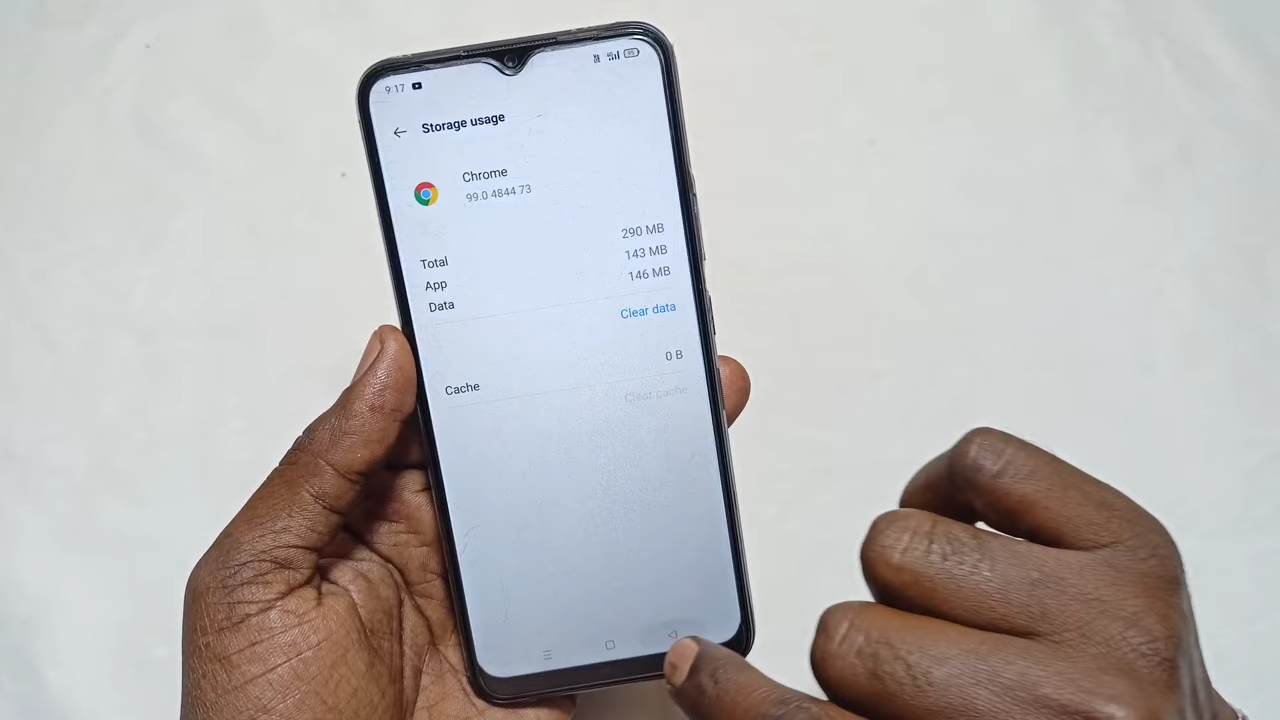 9:17
Storage usage
Chrome
99.0.4844.73
Total 290 MB
App 143 MB
Data 146 MB
Clear data
Cache 0 B
Clear cache